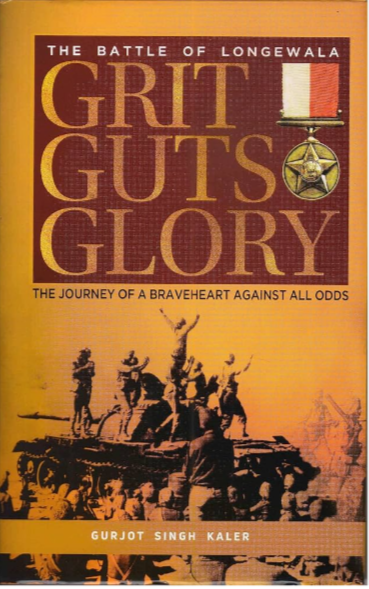 THE BATTLE OF LONGEWALA
GRIT
GUTS
GLORY
THE JOURNEY OF A BRAVEHEART AGAINST ALL ODDS
GURJOT SINGH KALER